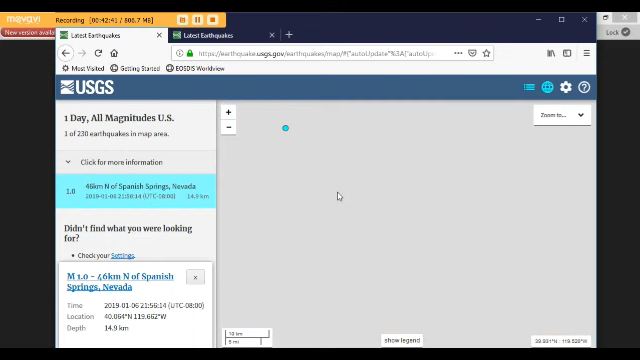 movavi
Recording 00:42:41 / 806.7 MB
New version available
Lock
Latest Earthquakes
Latest Earthquakes
https://earthquake.usgs.gov/earthquakes/map/#{"autoUpdate"%3A["autoUp
Most Visited
Getting Started
EOSDIS Worldview
USGS
1 Day, All Magnitudes U.S.
1 of 230 earthquakes in map area.
Click for more information
1.0
46km N of Spanish Springs, Nevada
2019-01-06 21:56:14 (UTC-08:00)
14.9 km
Didn't find what you were looking
for?
• Check your Settings.
M 1.0 - 46km N of Spanish
Springs, Nevada
x
Time 2019-01-06 21:56:14 (UTC-08:00)
Location 40.064°N 119.662°W
Depth 14.9 km
+
−
Zoom to...
10 km
5 mi
show legend